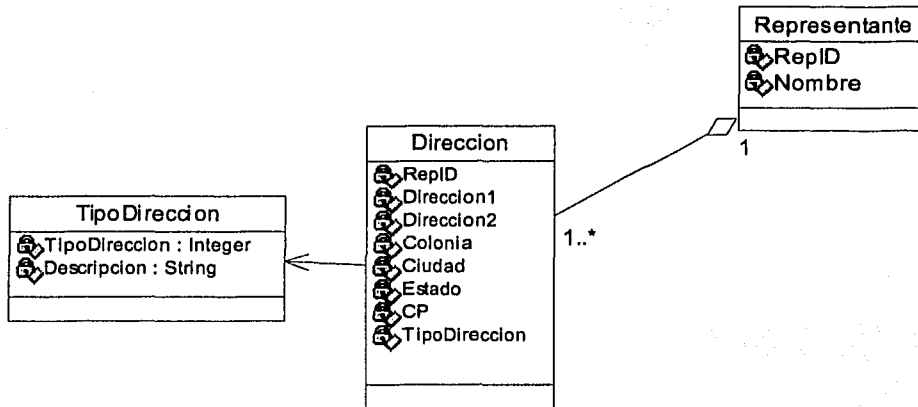 Representante
RepID
Nombre
1
Direccion
RepID
Direccion1
Direccion2
Colonia
Ciudad
Estado
CP
TipoDireccion
1..*
TipoDireccion
TipoDireccion : Integer
Descripcion : String